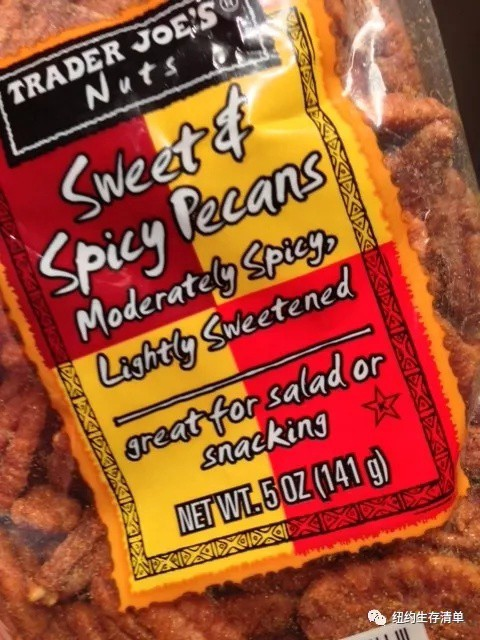 TRADER JOE'S ®
Nuts
Sweet &
Spicy Pecans
Moderately Spicy,
Lightly Sweetened
great for salad or
snacking
K
NET WT. 5 OZ (141 g)
纽约生存清单